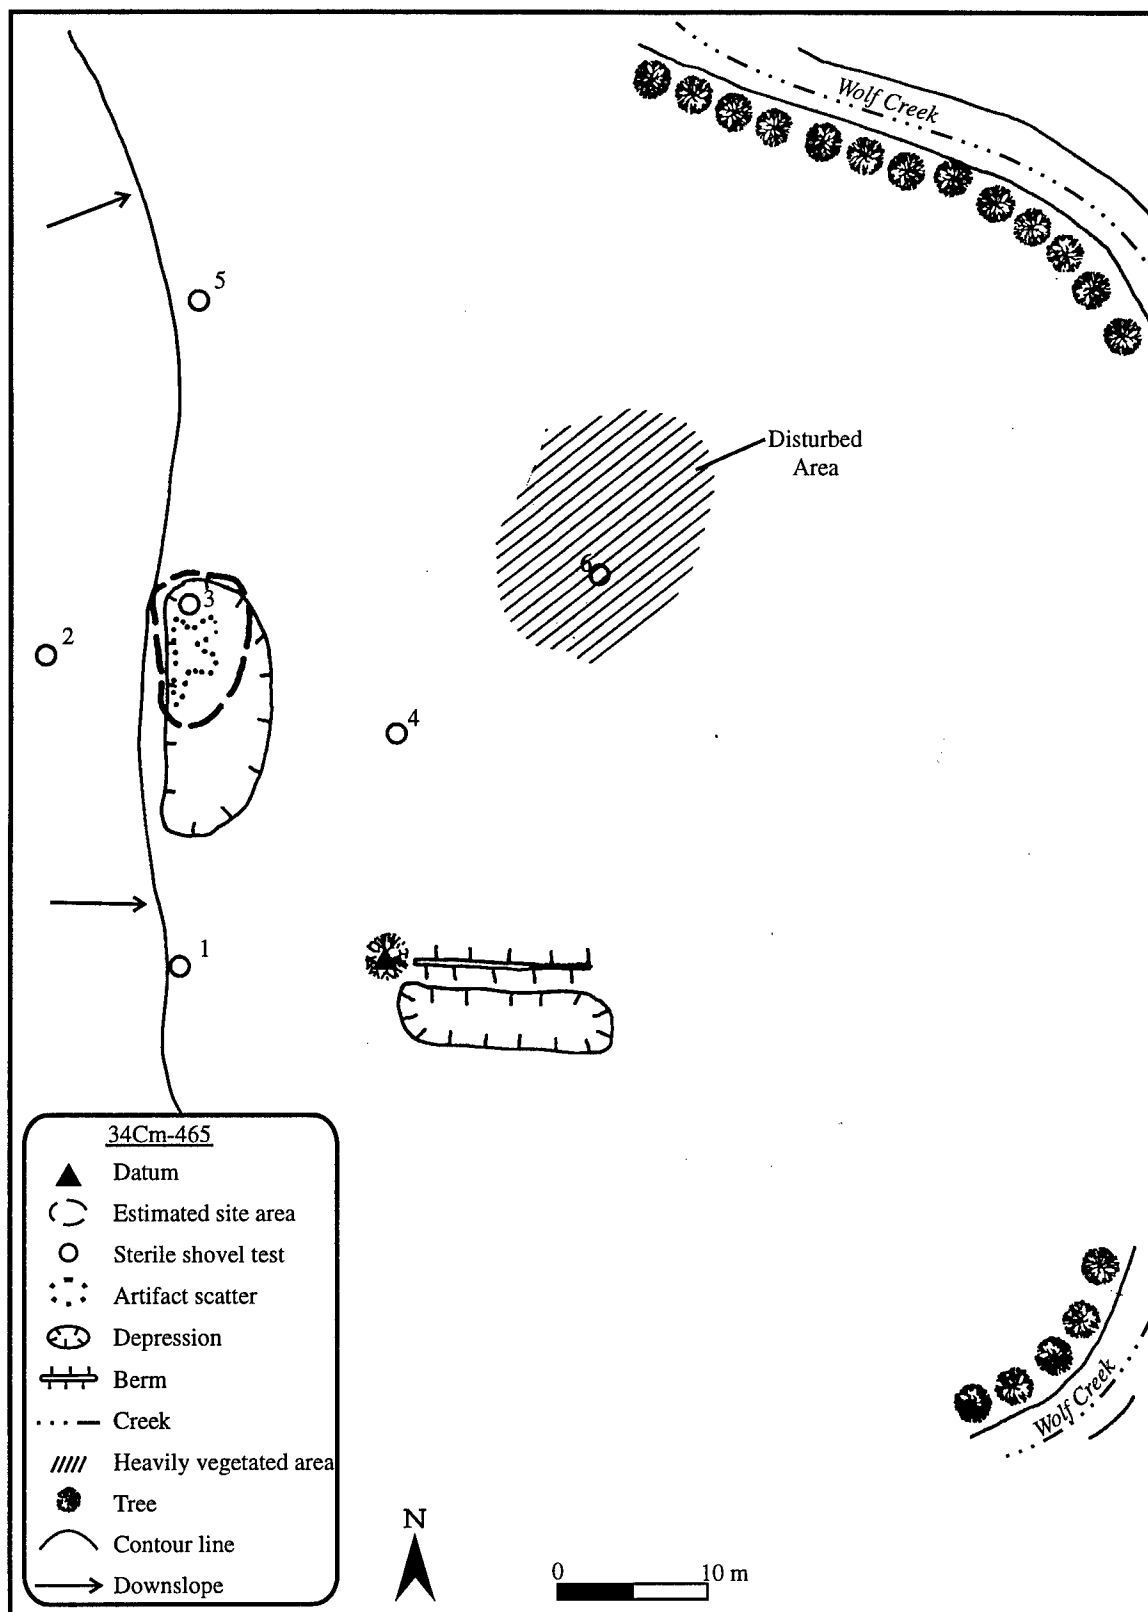 Wolf Creek
5
Disturbed
Area
6
3
2
4
1
34Cm-465
Datum
Estimated site area
Sterile shovel test
Artifact scatter
Depression
Berm
Creek
Heavily vegetated area
Tree
Contour line
Downslope
Wolf Creek
N
0 10 m